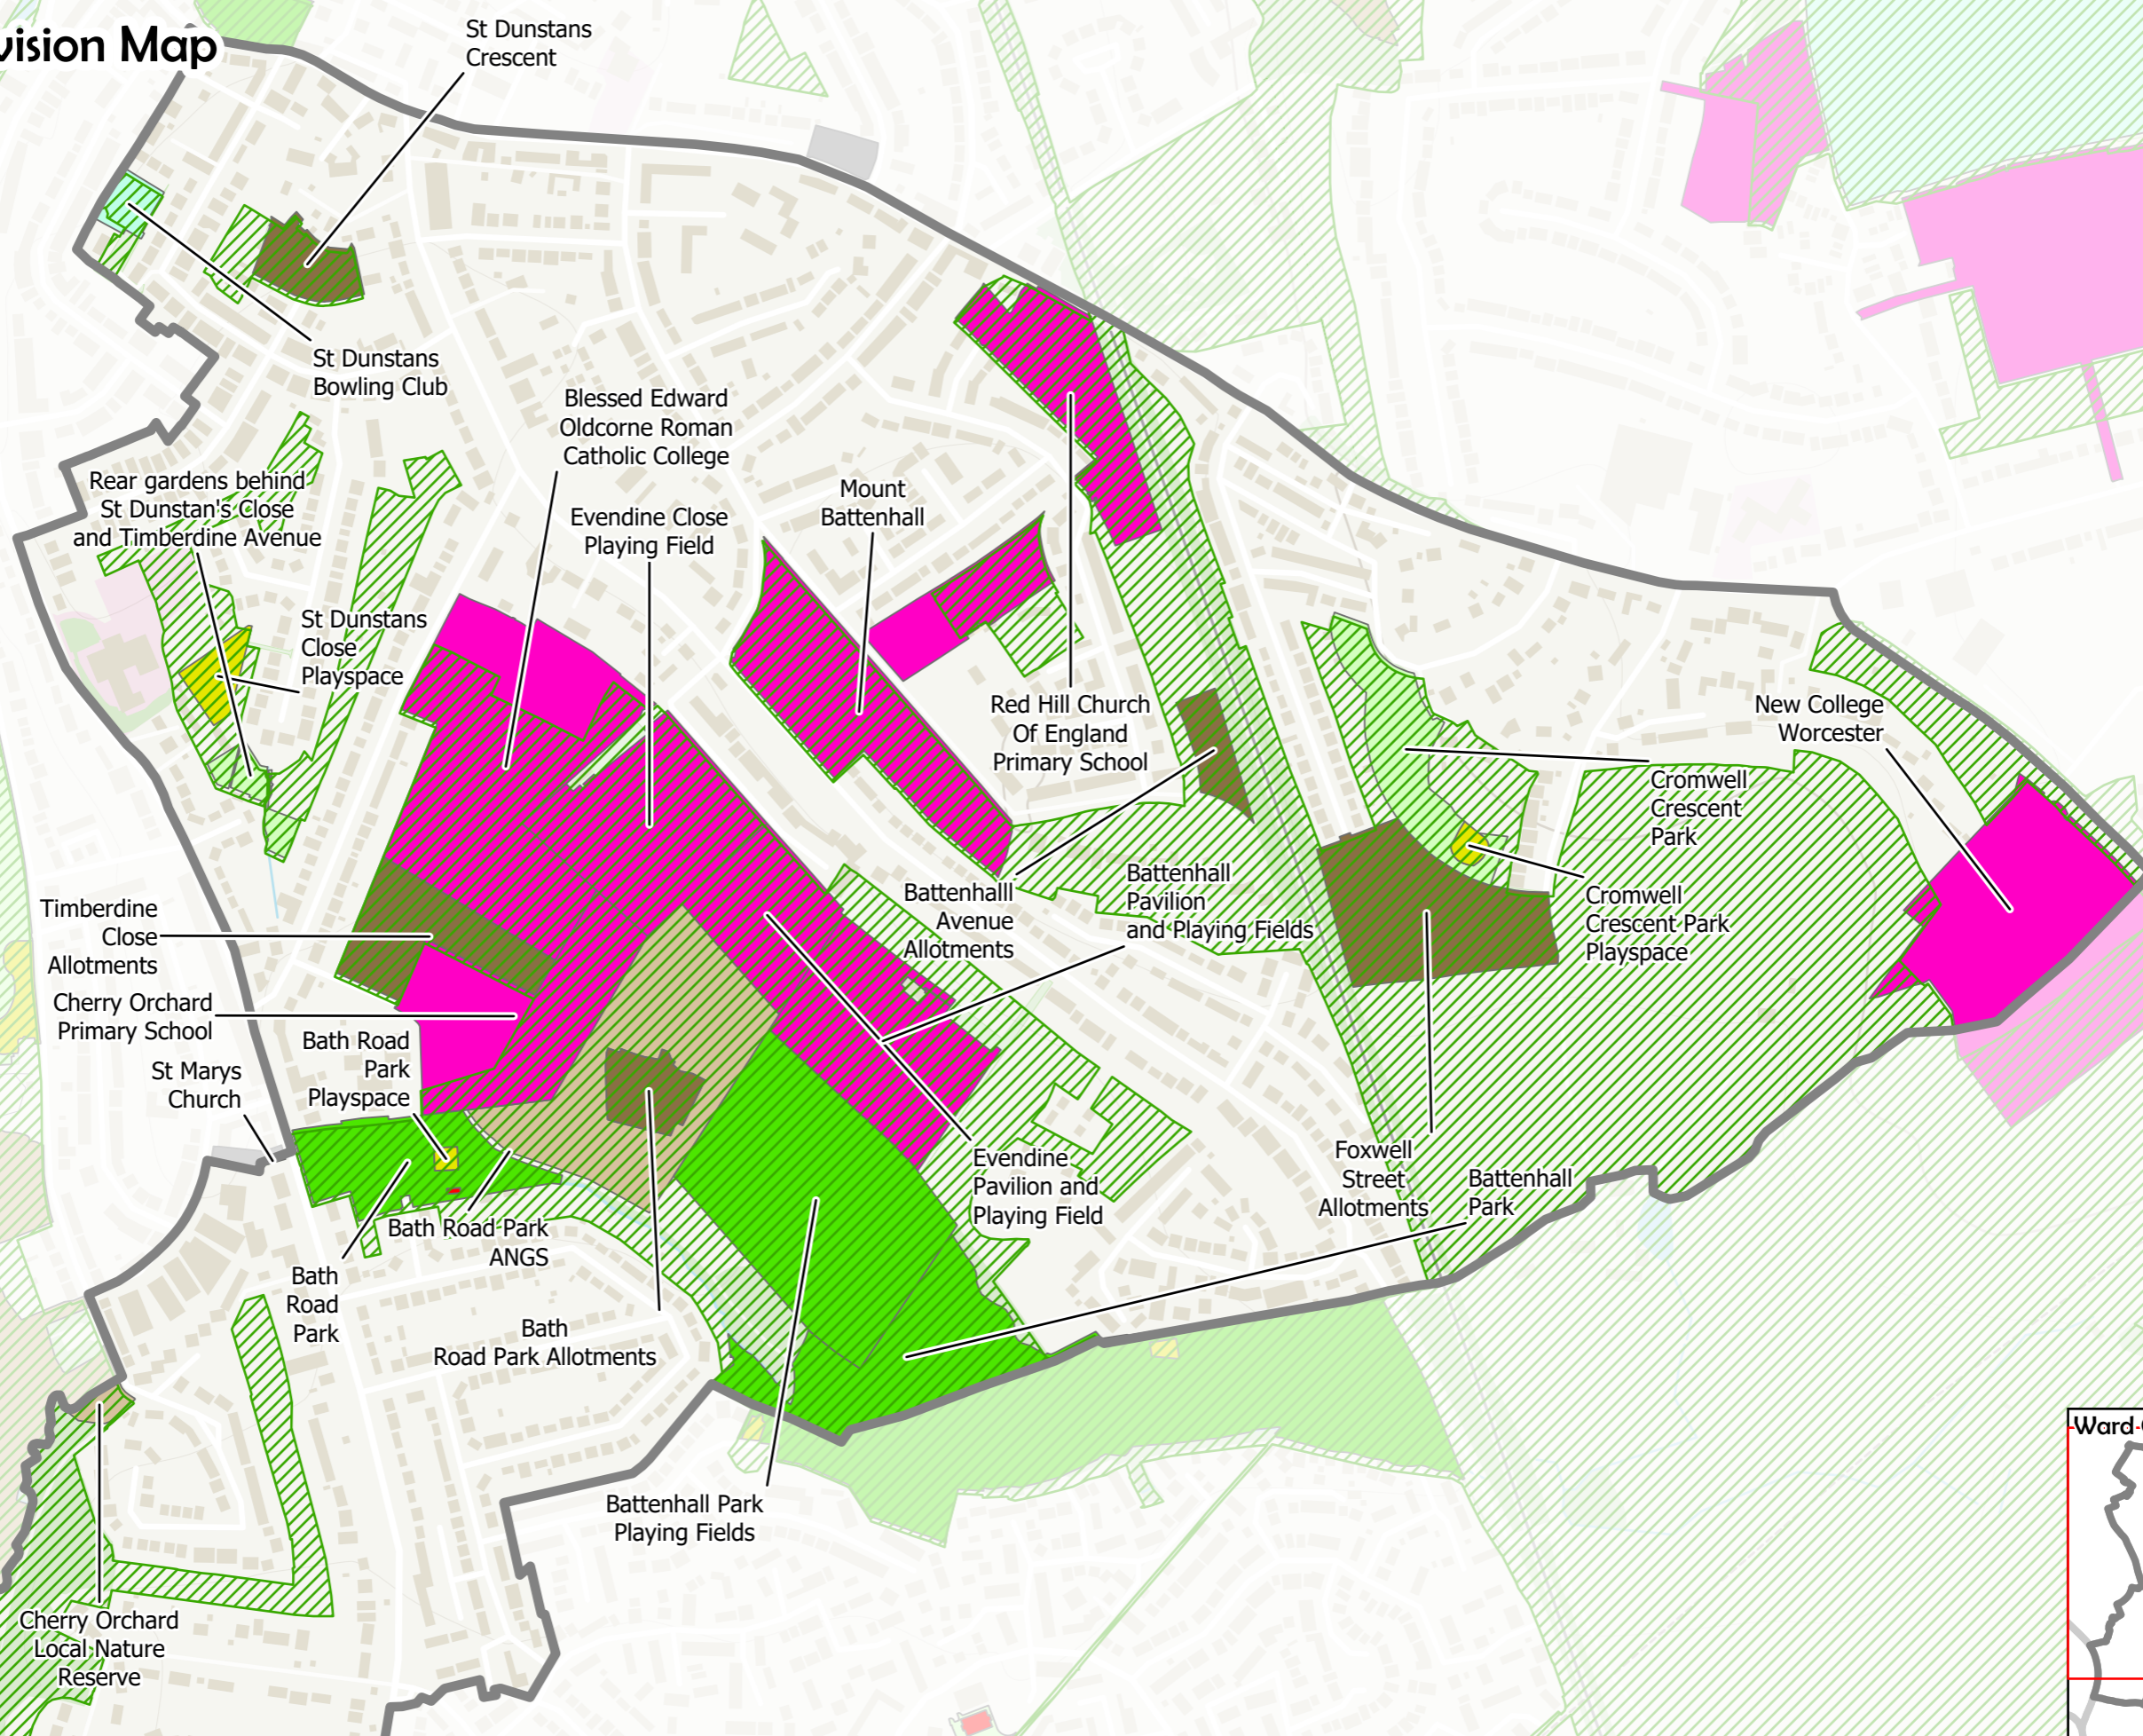 vision Map
St Dunstans
Crescent
St Dunstans
Bowling Club
Blessed Edward
Oldcorne Roman
Catholic College
Rear gardens behind
St Dunstan's Close
and Timberdine Avenue
Evendine Close
Playing Field
Mount
Battenhall
St Dunstans
Close
Playspace
Red Hill Church
Of England
Primary School
New College
Worcester
Cromwell
Crescent
Park
Battenhalll
Avenue
Allotments
Battenhall
Pavilion
and Playing Fields
Cromwell
Crescent Park
Playspace
Timberdine
Close
Allotments
Cherry Orchard
Primary School
Bath Road
Park
Playspace
St Marys
Church
Evendine
Pavilion and
Playing Field
Foxwell
Street
Allotments
Battenhall
Park
Bath Road Park
ANGS
Bath
Road
Park
Bath
Road Park Allotments
Battenhall Park
Playing Fields
Cherry Orchard
Local Nature
Reserve
Ward